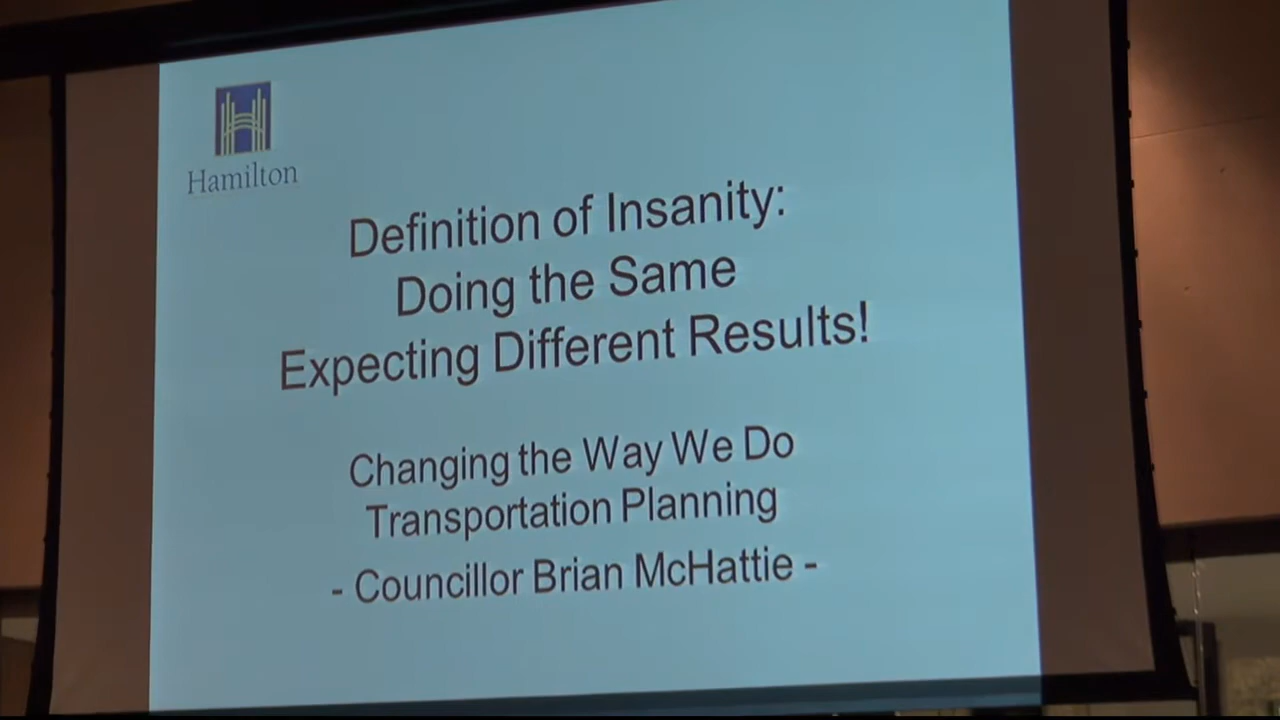 Hamilton
Definition of Insanity:
Doing the Same
Expecting Different Results!
Changing the Way We Do
Transportation Planning
- Councillor Brian McHattie -